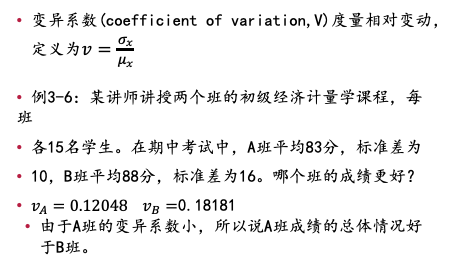 • 变异系数(coefficient of variation,V)度量相对变动，
定义为v = σₓ/μₓ
• 例3-6：某讲师讲授两个班的初级经济计量学课程，每
班
• 各15名学生。在期中考试中，A班平均83分，标准差为
• 10，B班平均88分，标准差为16。哪个班的成绩更好？
• v_A = 0.12048 v_B =0.18181
• 由于A班的变异系数小，所以说A班成绩的总体情况好
于B班。